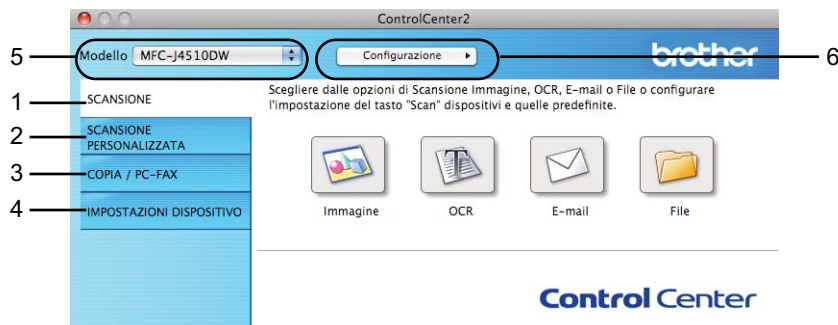 ControlCenter2
5 Modello MFC-J4510DW Configurazione 6
brother
1 SCANSIONE
Scegliere dalle opzioni di Scansione Immagine, OCR, E-mail o File o configurare
l'impostazione del tasto "Scan" dispositivi e quelle predefinite.
2 SCANSIONE
PERSONALIZZATA
3 COPIA / PC-FAX
4 IMPOSTAZIONI DISPOSITIVO
Immagine OCR E-mail File
Control Center